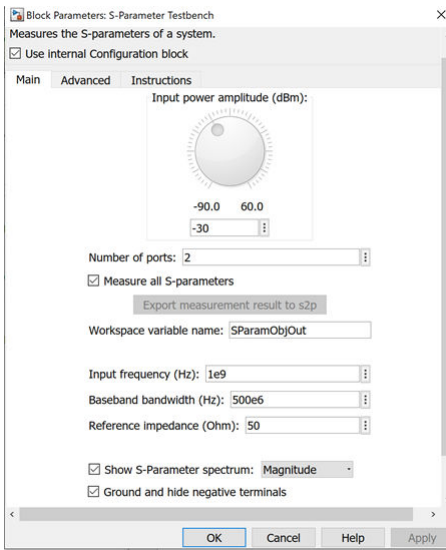 Block Parameters: S-Parameter Testbench
Measures the S-parameters of a system.
Use internal Configuration block
Main Advanced Instructions
Input power amplitude (dBm):
-90.0 60.0
-30
Number of ports: 2
Measure all S-parameters
Export measurement result to s2p
Workspace variable name: SParamObjOut
Input frequency (Hz): 1e9
Baseband bandwidth (Hz): 500e6
Reference impedance (Ohm): 50
Show S-Parameter spectrum: Magnitude
Ground and hide negative terminals
OK Cancel Help Apply